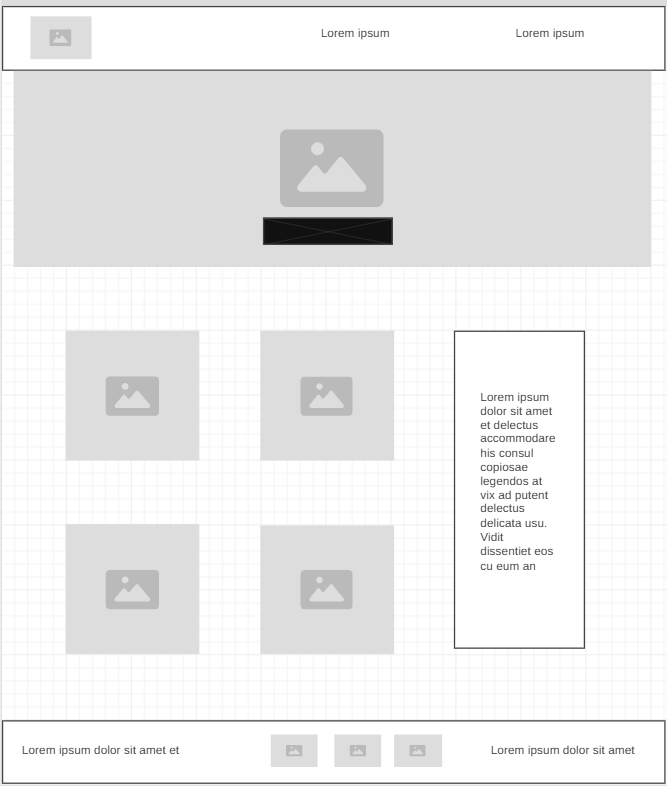 Lorem ipsum
Lorem ipsum
Lorem ipsum
dolor sit amet
et delectus
accommodare
his consul
copiosae
legendos at
vix ad putent
delectus
delicata usu.
Vidit
dissentiet eos
cu eum an
Lorem ipsum dolor sit amet et
Lorem ipsum dolor sit amet